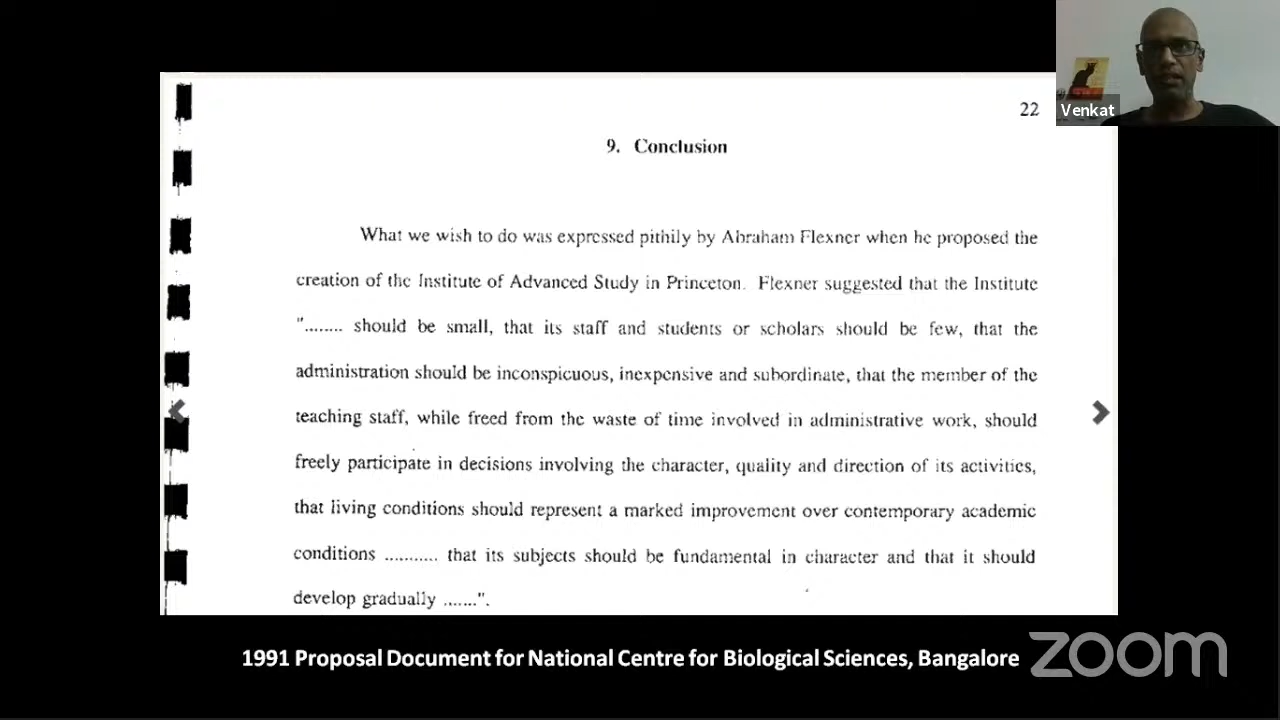 Venkat
22
9. Conclusion
What we wish to do was expressed pithily by Abraham Flexner when he proposed the
creation of the Institute of Advanced Study in Princeton. Flexner suggested that the Institute
"........ should be small, that its staff and students or scholars should be few, that the
administration should be inconspicuous, inexpensive and subordinate, that the member of the
teaching staff, while freed from the waste of time involved in administrative work, should
freely participate in decisions involving the character, quality and direction of its activities,
that living conditions should represent a marked improvement over contemporary academic
conditions ........... that its subjects should be fundamental in character and that it should
develop gradually .......".
1991 Proposal Document for National Centre for Biological Sciences, Bangalore
zoom